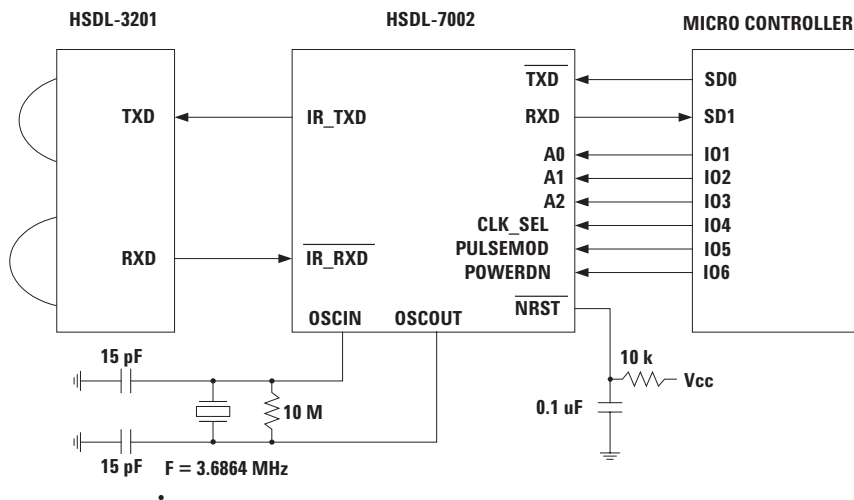 HSDL-3201 HSDL-7002 MICRO CONTROLLER
TXD SD0
TXD IR_TXD RXD SD1
A0 IO1
A1 IO2
A2 IO3
CLK_SEL IO4
RXD IR_RXD PULSEMOD IO5
POWERDN IO6
NRST
OSCIN OSCOUT
15 pF 10 k
Vcc
10 M 0.1 uF
15 pF F = 3.6864 MHz